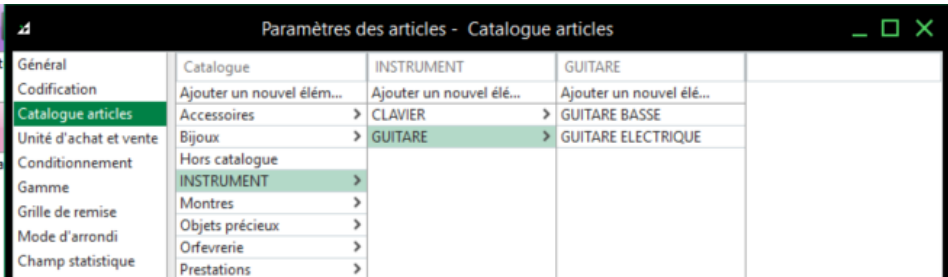 Paramètres des articles - Catalogue articles
Général
Codification
Catalogue articles
Unité d'achat et vente
Conditionnement
Gamme
Grille de remise
Mode d'arrondi
Champ statistique
Catalogue
Ajouter un nouvel élém...
Accessoires
Bijoux
Hors catalogue
INSTRUMENT
Montres
Objets précieux
Orfevrerie
Prestations
INSTRUMENT
Ajouter un nouvel élé...
CLAVIER
GUITARE
GUITARE
Ajouter un nouvel élé...
GUITARE BASSE
GUITARE ELECTRIQUE